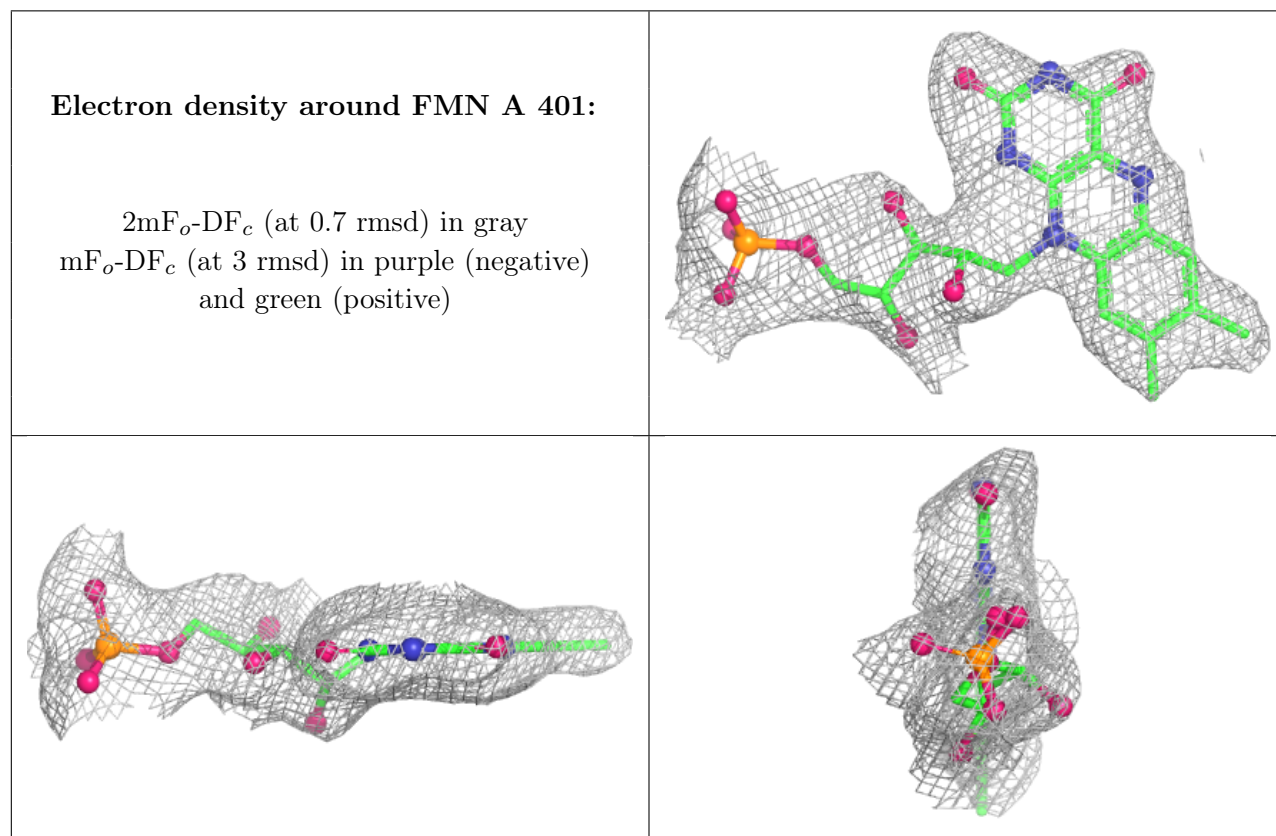 Electron density around FMN A 401:
2mFo-DFc (at 0.7 rmsd) in gray
mFo-DFc (at 3 rmsd) in purple (negative)
and green (positive)